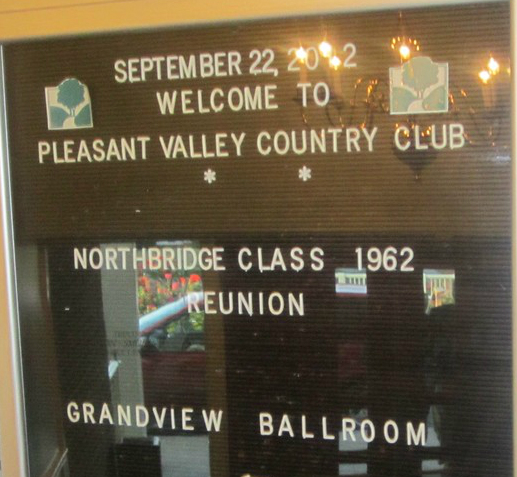 SEPTEMBER 22, 2012
WELCOME TO
PLEASANT VALLEY COUNTRY CLUB
* *
NORTHBRIDGE CLASS 1962
REUNION
GRANDVIEW BALLROOM